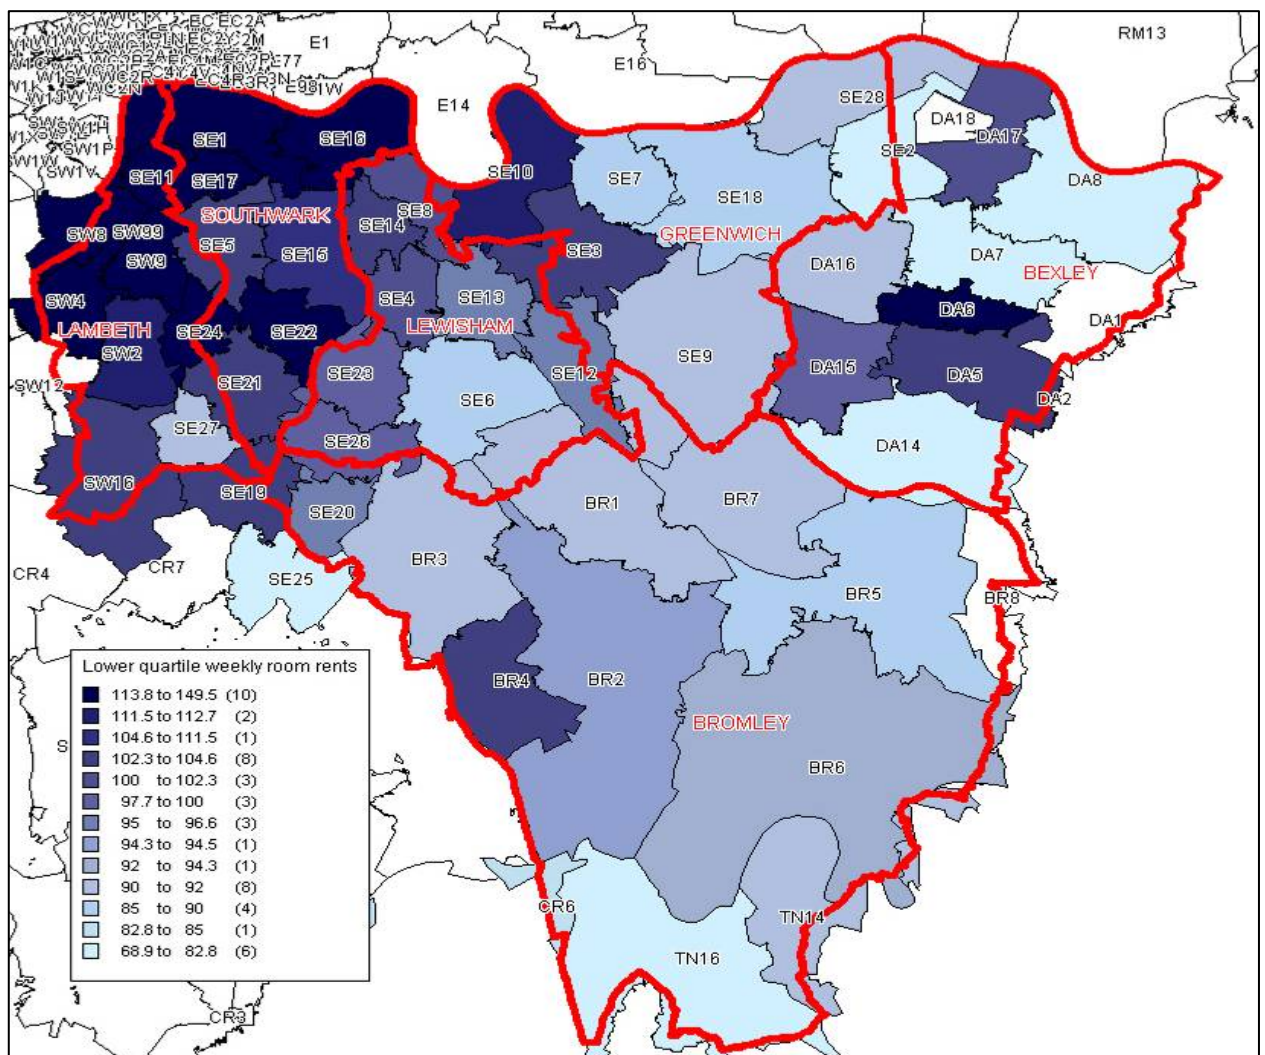 EC2A
E1
RM13
E16
E14
SE28
DA18
DA17
SE1
SE16
SE2
SW1P
SW1W
SW1V
SE11
SE17
SE10
SE7
SE18
DA8
SOUTHWARK
SE8
SE14
SW8
SW99
SE5
SE15
SE3
GREENWICH
DA7
BEXLEY
SW9
DA16
SE4
SE13
SW4
LAMBETH
SE24
SE22
LEWISHAM
DA6
DA1
SW2
SE9
SW12
SE21
SE23
SE12
DA15
DA5
SE6
DA2
SE27
SE26
DA14
SW16
SE19
SE20
BR1
BR7
CR4
CR7
SE25
BR3
BR5
BR8
BR4
BR2
BROMLEY
BR6
Lower quartile weekly room rents
113.8 to 149.5 (10)
111.5 to 112.7 (2)
104.6 to 111.5 (1)
102.3 to 104.6 (8)
100 to 102.3 (3)
97.7 to 100 (3)
95 to 96.6 (3)
94.3 to 94.5 (1)
92 to 94.3 (1)
90 to 92 (8)
85 to 90 (4)
82.8 to 85 (1)
68.9 to 82.8 (6)
CR6
TN14
TN16
CR3